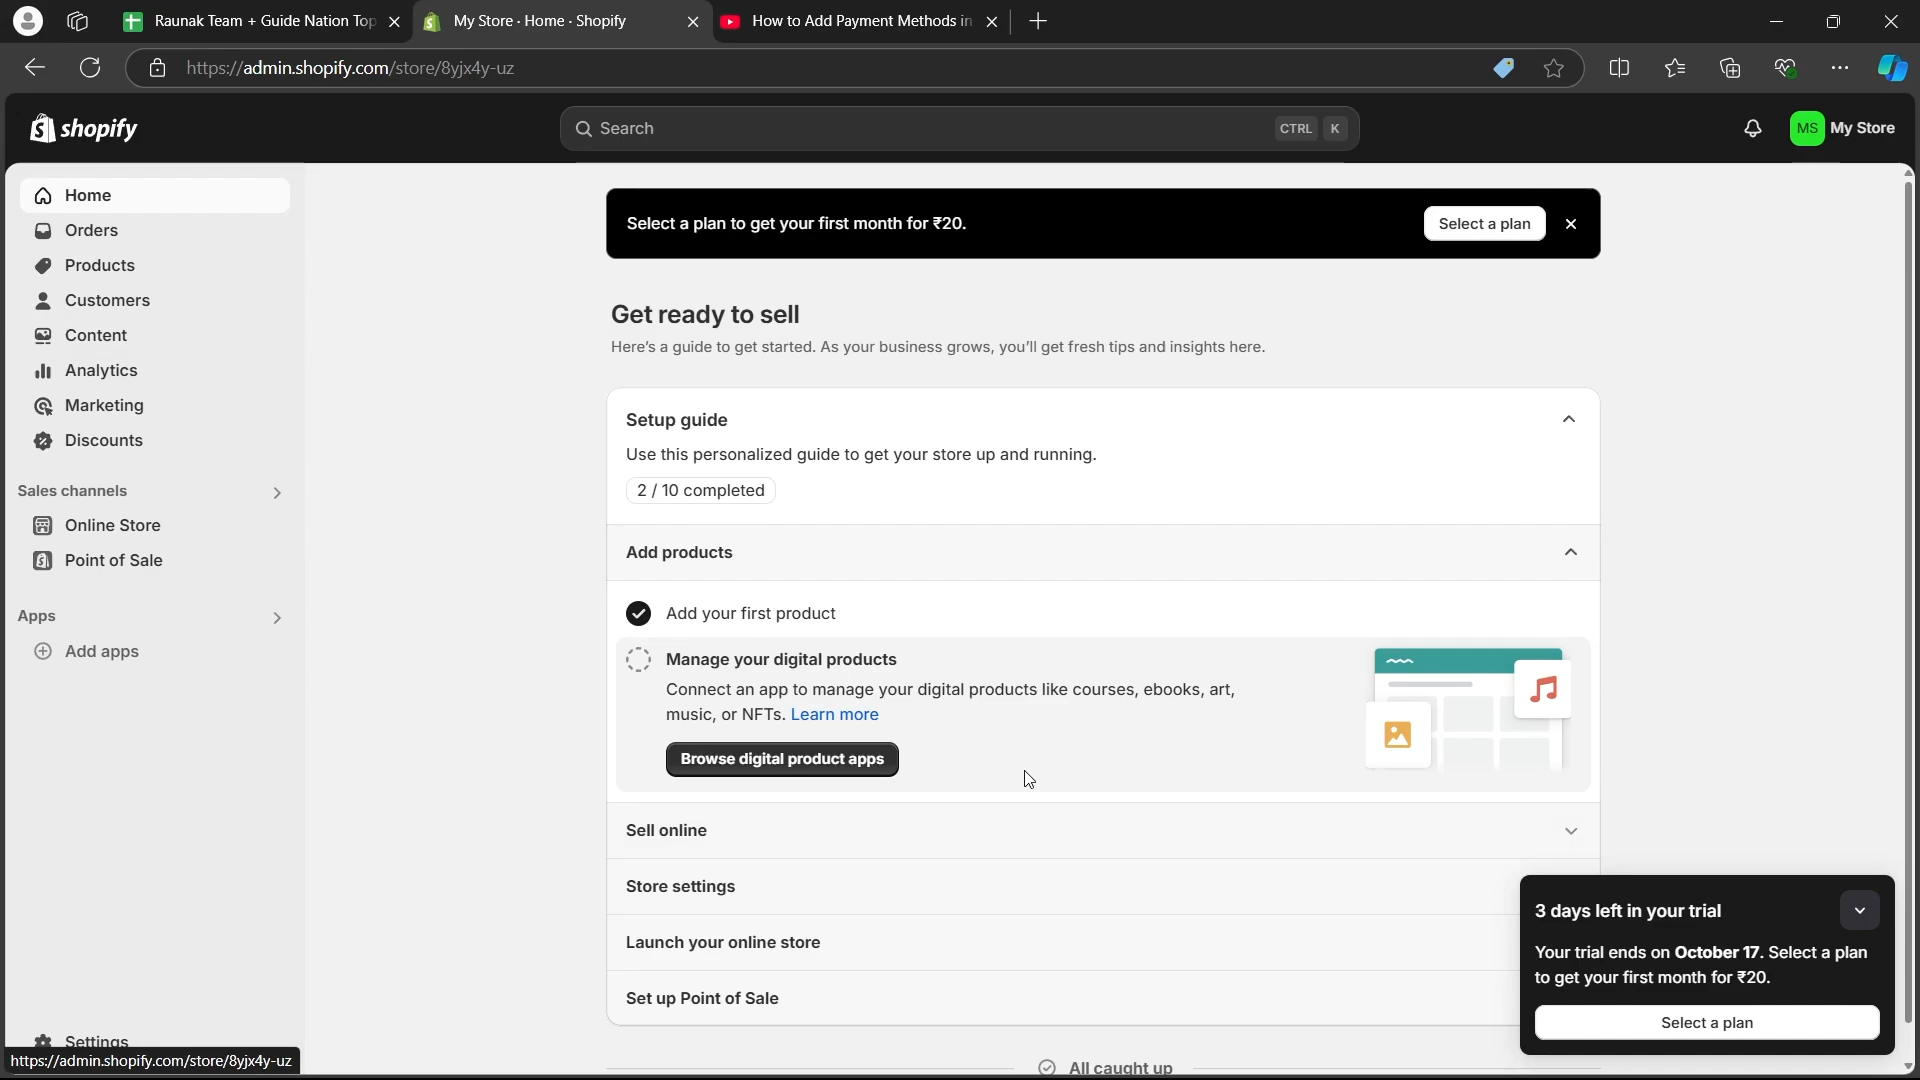 Raunak Team + Guide Nation Top
My Store · Home · Shopify
How to Add Payment Methods in
https://admin.shopify.com/store/8yjx4y-uz
shopify
Search
CTRL K
MS
My Store
Home
Orders
Products
Customers
Content
Analytics
Marketing
Discounts
Sales channels
Online Store
Point of Sale
Apps
Add apps
Settings
https://admin.shopify.com/store/8yjx4y-uz
Select a plan to get your first month for ₹20.
Select a plan
Get ready to sell
Here's a guide to get started. As your business grows, you'll get fresh tips and insights here.
Setup guide
Use this personalized guide to get your store up and running.
2 / 10 completed
Add products
Add your first product
Manage your digital products
Connect an app to manage your digital products like courses, ebooks, art,
music, or NFTs. Learn more
Browse digital product apps
Sell online
Store settings
Launch your online store
Set up Point of Sale
All caught up
3 days left in your trial
Your trial ends on October 17. Select a plan
to get your first month for ₹20.
Select a plan